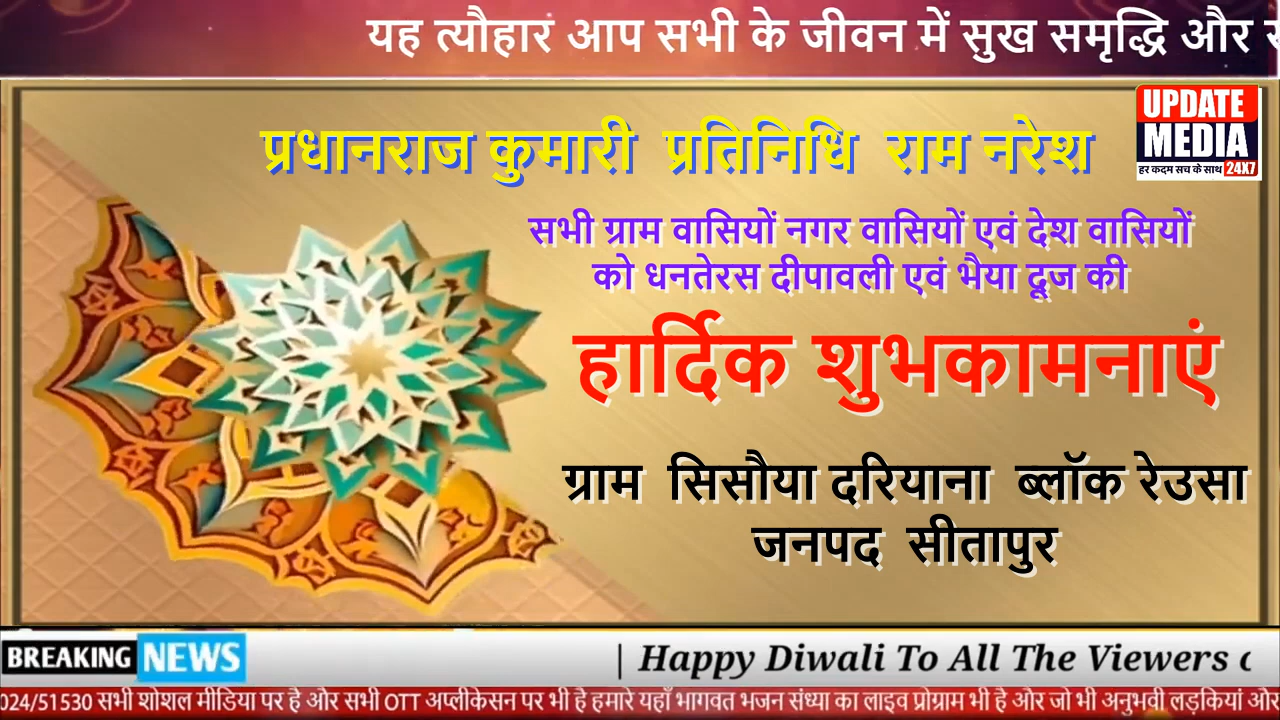 यह त्यौहार आप सभी के जीवन में सुख समृद्धि और
UPDATE
MEDIA
हर कदम सच के साथ 24X7
प्रधानराज कुमारी प्रतिनिधि राम नरेश
सभी ग्राम वासियों नगर वासियों एवं देश वासियों
को धनतेरस दीपावली एवं भैया दूज की
हार्दिक शुभकामनाएं
ग्राम सिसौया दरियाना ब्लॉक रेउसा
जनपद सीतापुर
BREAKING NEWS
| Happy Diwali To All The Viewers
024/51530 सभी शोशल मीडिया पर है और सभी OTT अप्लीकेसन पर भी है हमारे यहाँ भागवत भजन संध्या का लाइव प्रोग्राम भी है और जो भी अनुभवी लड़कियां और